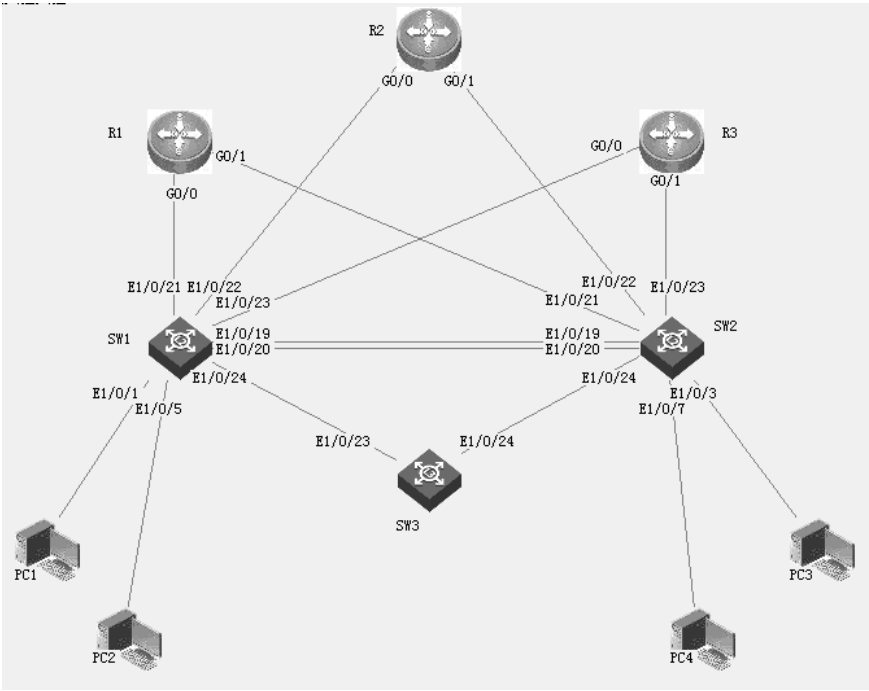 R2
G0/0 G0/1
R1
R3
G0/1
G0/0
G0/0
G0/1
E1/0/21 E1/0/22
E1/0/22
E1/0/23
E1/0/23
E1/0/21
SW1
E1/0/19
E1/0/19
SW2
E1/0/20
E1/0/20
E1/0/24
E1/0/24
E1/0/1
E1/0/3
E1/0/5
E1/0/7
E1/0/23
E1/0/24
SW3
PC1
PC3
PC2
PC4